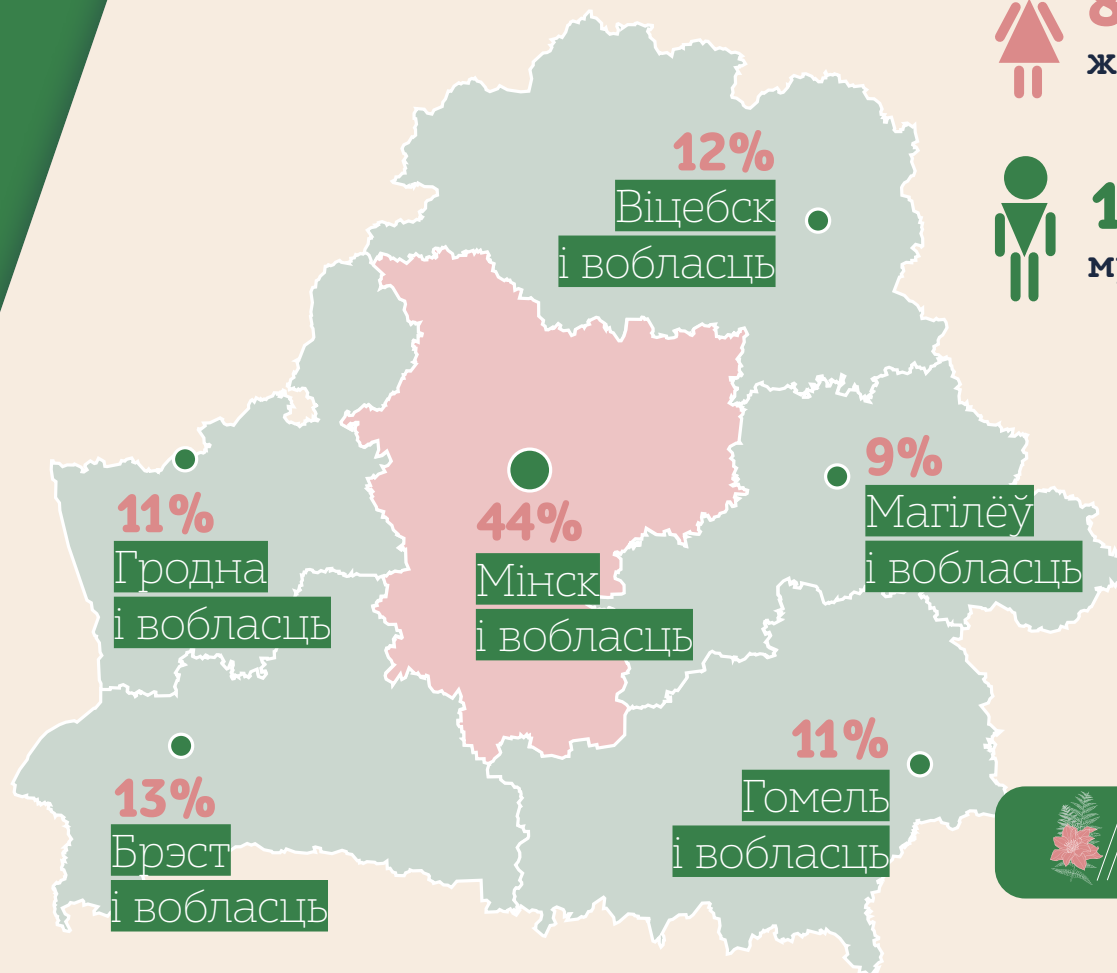 12%
Віцебск
і вобласць
9%
Магілёў
і вобласць
11%
Гродна
і вобласць
44%
Мінск
і вобласць
11%
Гомель
і вобласць
13%
Брэст
і вобласць